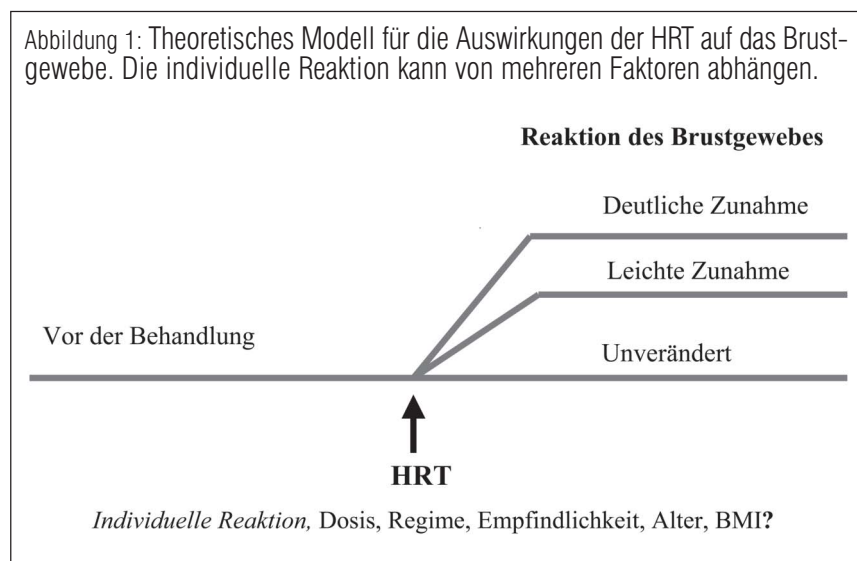 Abbildung 1: Theoretisches Modell für die Auswirkungen der HRT auf das Brust-
gewebe. Die individuelle Reaktion kann von mehreren Faktoren abhängen.
Reaktion des Brustgewebes
Deutliche Zunahme
Leichte Zunahme
Vor der Behandlung
Unverändert
HRT
Individuelle Reaktion, Dosis, Regime, Empfindlichkeit, Alter, BMI?